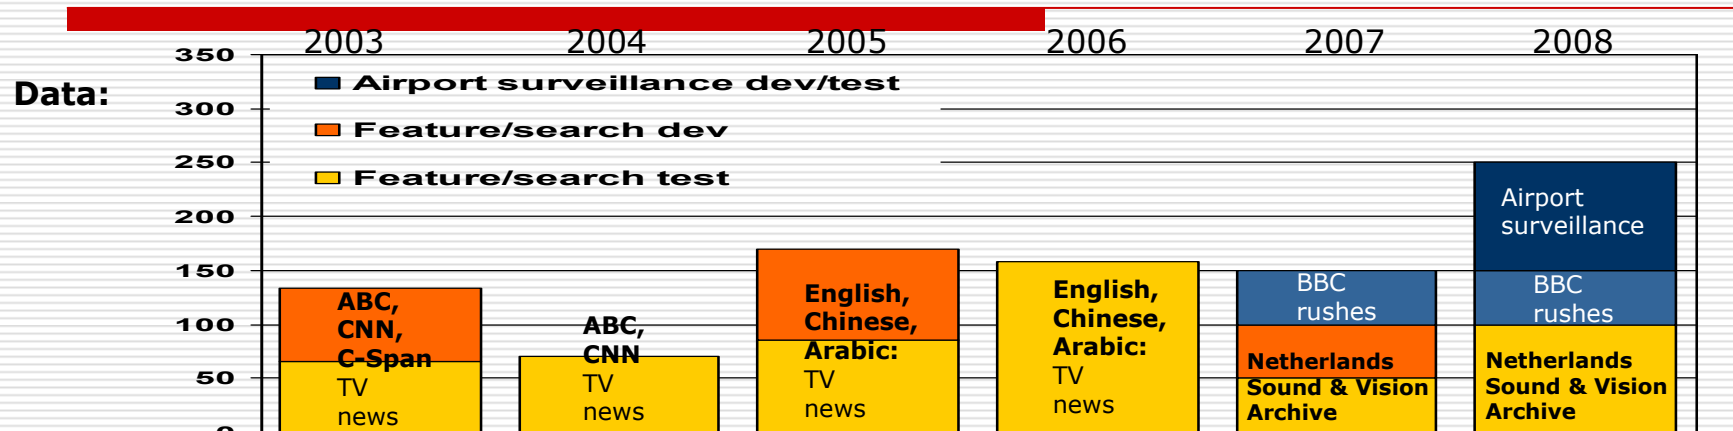 2003 2004 2005 2006 2007 2008
350
Data:
Airport surveillance dev/test
300
Feature/search dev
250
Feature/search test
200
150
100
50
0
ABC,
CNN,
C-Span
TV
news
ABC,
CNN
TV
news
English,
Chinese,
Arabic:
TV
news
English,
Chinese,
Arabic:
TV
news
BBC
rushes
Netherlands
Sound & Vision
Archive
Airport
surveillance
BBC
rushes
Netherlands
Sound & Vision
Archive